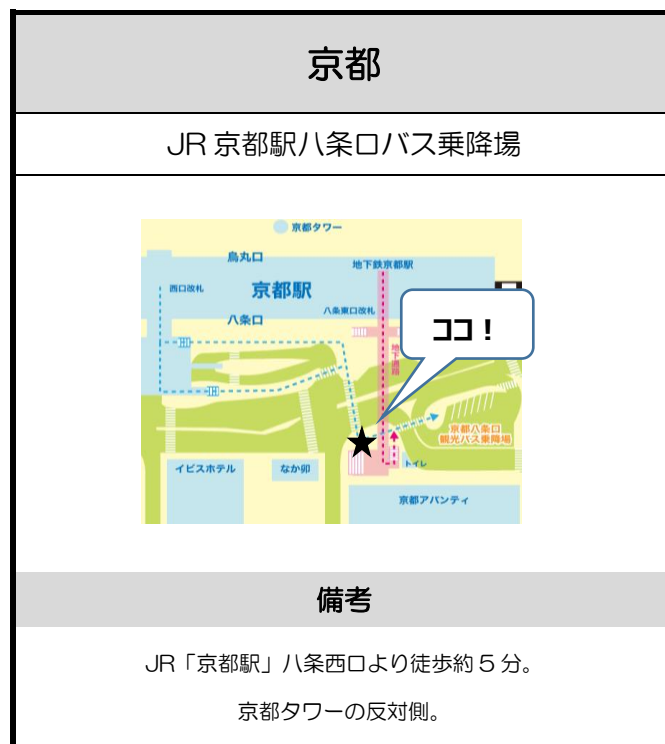 京都
JR 京都駅八条口バス乗降場
京都タワー
烏丸口
地下鉄京都駅
西口改札
京都駅
八条東口改札
八条口
ココ！
地下通路
京都八条口
観光バス乗降場
トイレ
イビスホテル
なか卯
京都アバンティ
備考
JR「京都駅」八条西口より徒歩約５分。
京都タワーの反対側。